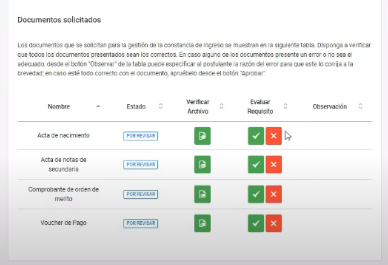 Documentos solicitados
Los documentos que se solicitan para la gestión de la constancia de ingreso se muestran en la siguiente tabla. Disponga a verificar
que todos los documentos presentados sean los correctos. En caso alguno de los documentos presente un error o no sea el
adecuado, desde el botón "Observar" de la tabla puede especificar al postulante la razón del error para que este lo corrija a la
brevedad; en caso esté todo correcto con el documento, apruébelo desde el botón "Aprobar".
Nombre Estado Verificar Archivo Evaluar Requisito Observación
Acta de nacimiento POR REVISAR
Acta de notas de
secundaria POR REVISAR
Comprobante de orden de
merito POR REVISAR
Voucher de Pago POR REVISAR